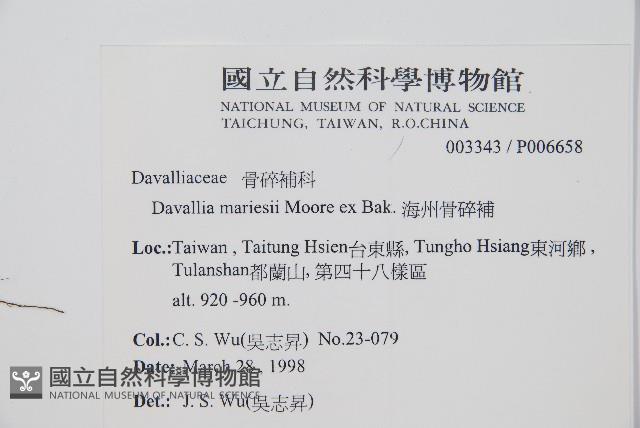 國立自然科學博物館
NATIONAL MUSEUM OF NATURAL SCIENCE
TAICHUNG, TAIWAN, R.O.CHINA
003343 / P006658
Davalliaceae 骨碎補科
Davallia mariesii Moore ex Bak. 海州骨碎補
Loc.:Taiwan , Taitung Hsien台東縣, Tungho Hsiang東河鄉 ,
Tulanshan都蘭山, 第四十八樣區
alt. 920 -960 m.
Col.: C. S. Wu(吳志昇) No.23-079
Date: March 28 , 1998
國立自然科學博物館
NATIONAL MUSEUM OF NATURAL SCIENCE
Det.: J. S. Wu(吳志昇)